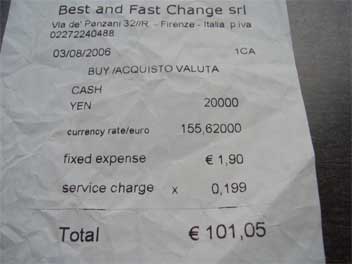 Best and Fast Change srl
Via de' Panzani 32//R. - Firenze - Italia p.iva
02272240488
03/08/2006 1CA
BUY /ACQUISTO VALUTA
CASH
YEN 20000
currency rate/euro 155,62000
fixed expense € 1,90
service charge x 0,199
Total € 101,05